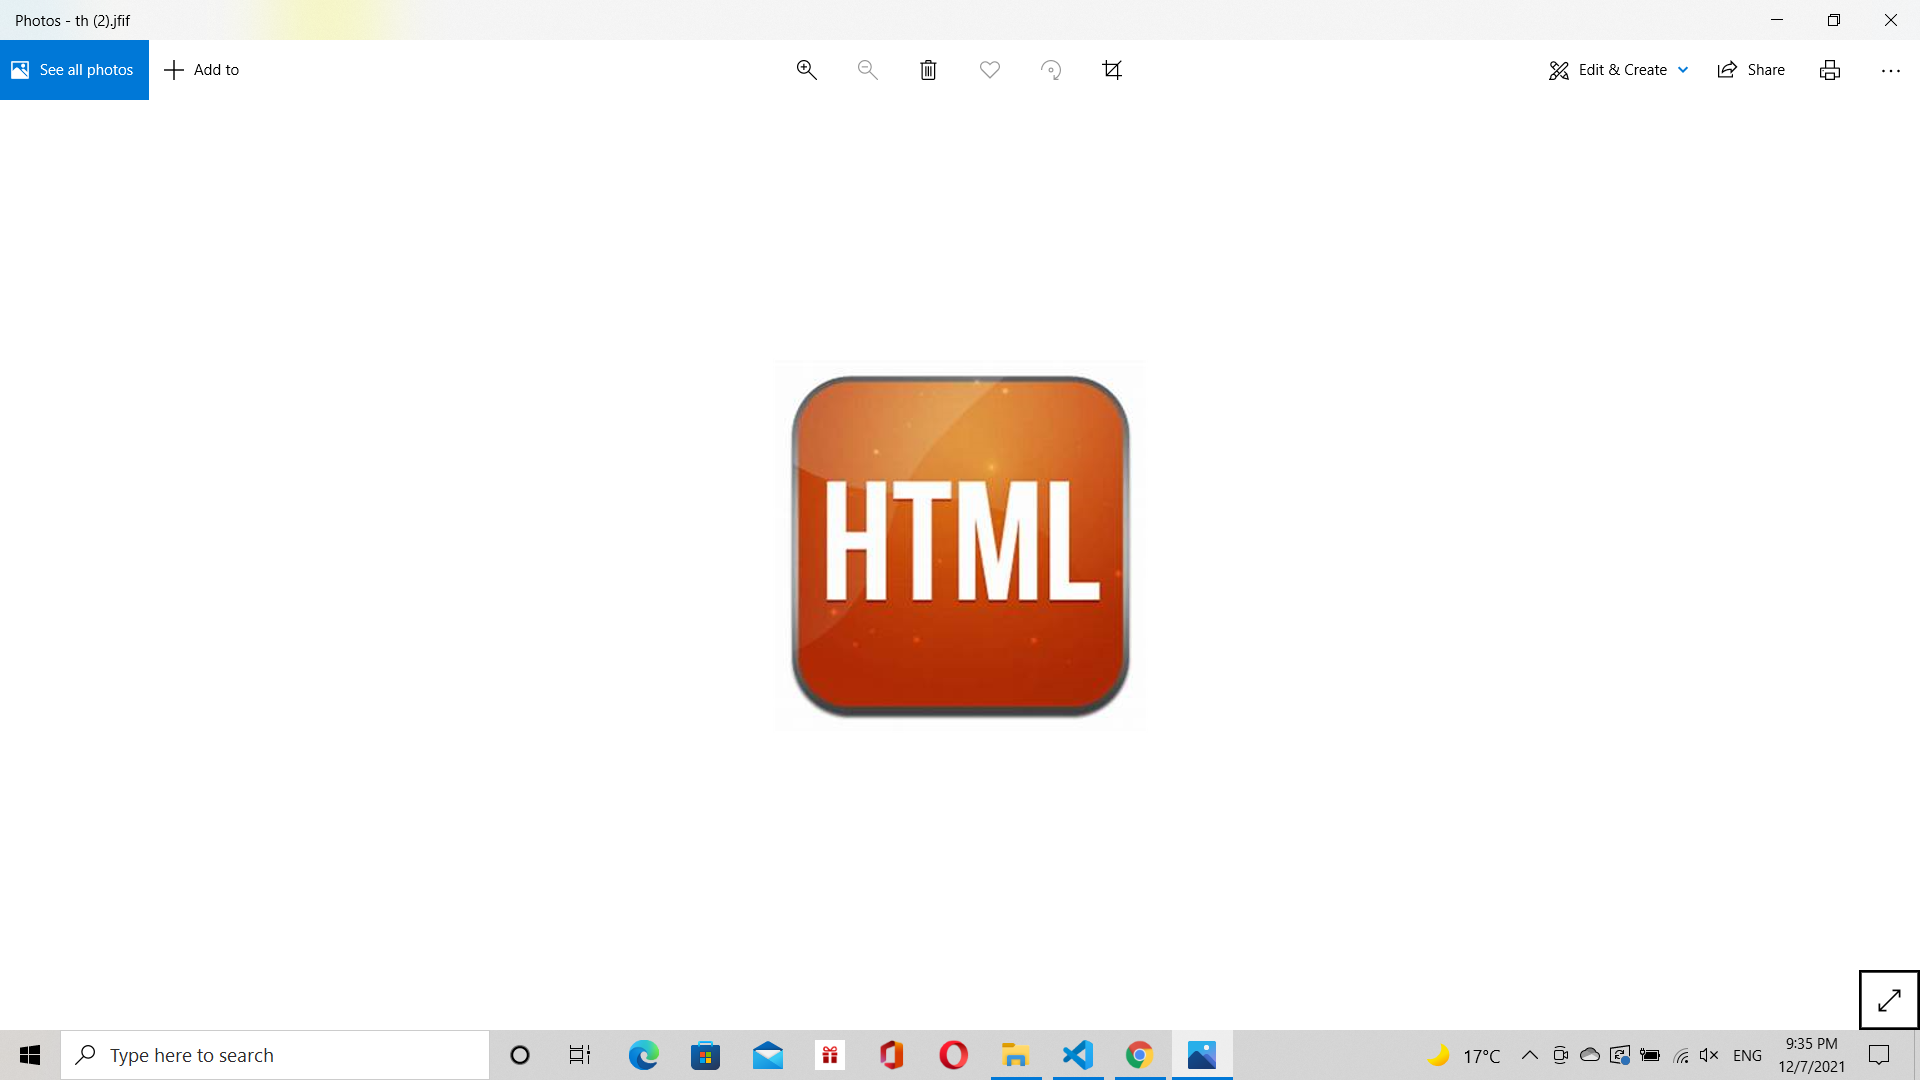 Photos - th (2).jfif
See all photos
Add to
Edit & Create
Share
HTML
Type here to search
17°C
ENG
9:35 PM
12/7/2021